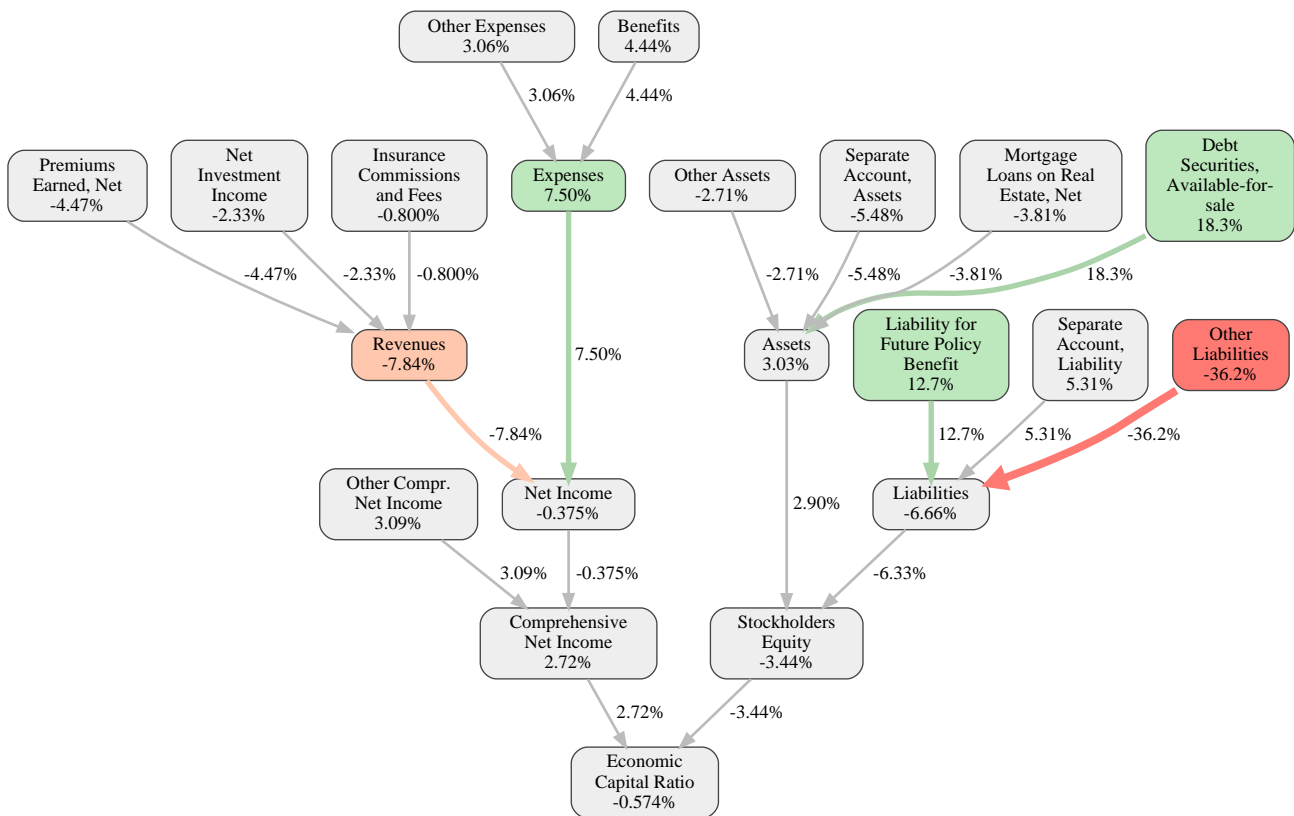 Other Expenses
3.06%
Benefits
4.44%
3.06%
4.44%
Premiums
Earned, Net
-4.47%
Net
Investment
Income
-2.33%
Insurance
Commissions
and Fees
-0.800%
Expenses
7.50%
Other Assets
-2.71%
Separate
Account,
Assets
-5.48%
Mortgage
Loans on Real
Estate, Net
-3.81%
Debt
Securities,
Available-for-
sale
18.3%
-4.47%
-2.33%
-0.800%
-2.71%
-5.48%
-3.81%
18.3%
Revenues
-7.84%
7.50%
Assets
3.03%
Liability for
Future Policy
Benefit
12.7%
Separate
Account,
Liability
5.31%
Other
Liabilities
-36.2%
-7.84%
12.7%
5.31%
-36.2%
Other Compr.
Net Income
3.09%
Net Income
-0.375%
2.90%
Liabilities
-6.66%
3.09%
-0.375%
-6.33%
Comprehensive
Net Income
2.72%
Stockholders
Equity
-3.44%
2.72%
-3.44%
Economic
Capital Ratio
-0.574%